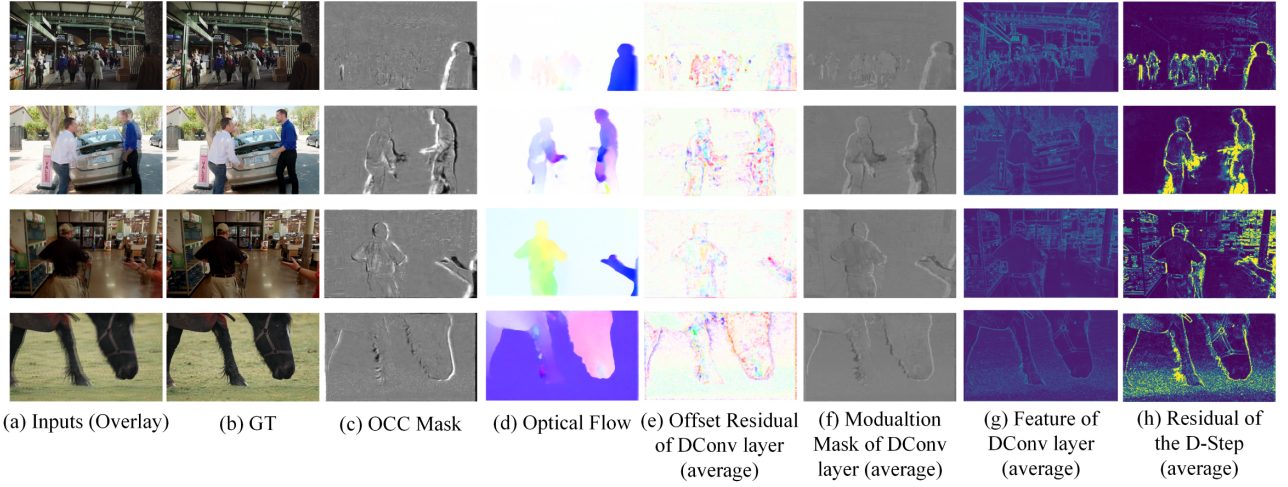 (a) Inputs (Overlay)
(b) GT
(c) OCC Mask
(d) Optical Flow
(e) Offset Residual
of DConv layer
(average)
(f) Modualtion
Mask of DConv
layer (average)
(g) Feature of
DConv layer
(average)
(h) Residual of
the D-Step
(average)